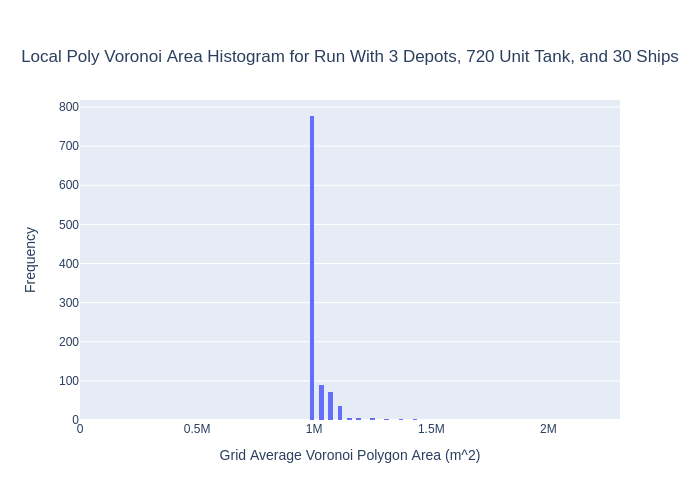 Local Poly Voronoi Area Histogram for Run With 3 Depots, 720 Unit Tank, and 30 Ships
800
700
600
500
400
300
200
100
0
Frequency
0 0.5M 1M 1.5M 2M
Grid Average Voronoi Polygon Area (m^2)